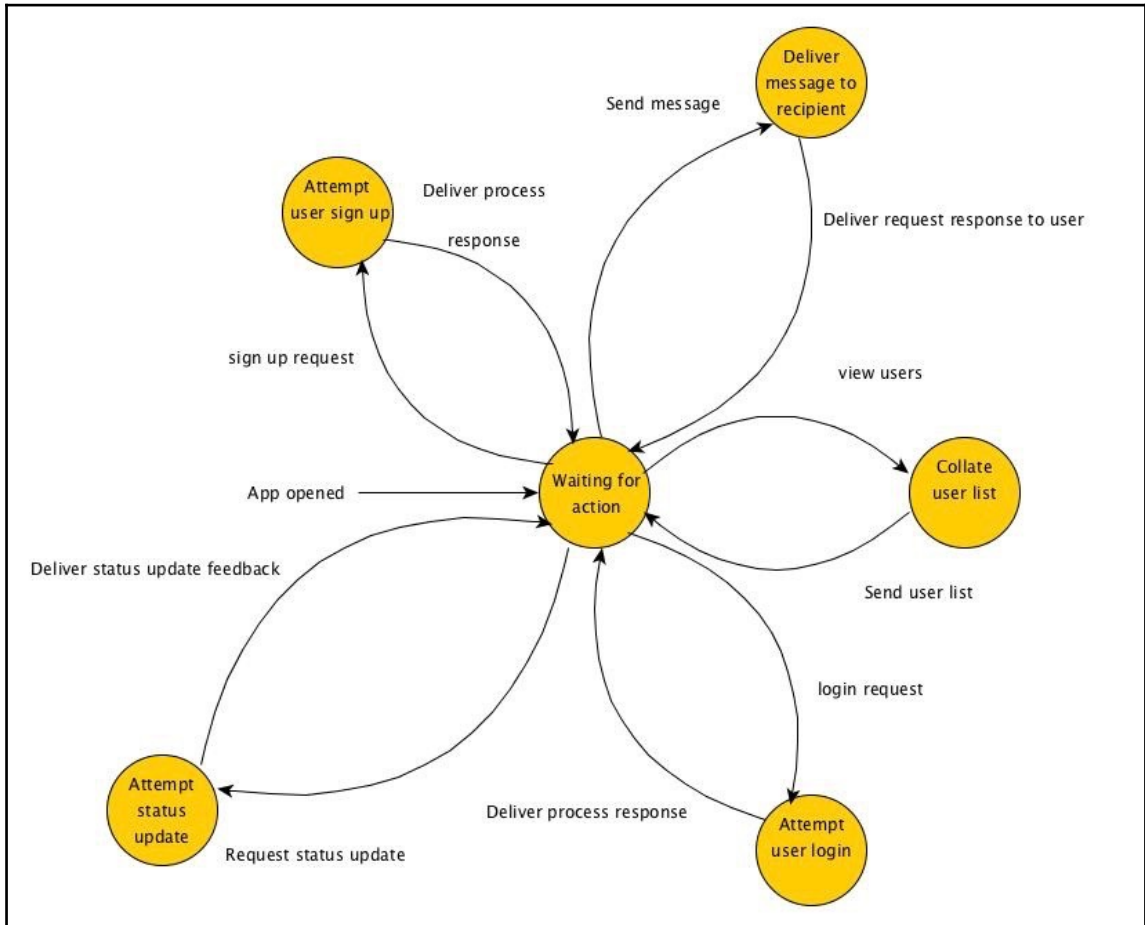 Deliver
message to
recipient
Send message
Attempt
user sign up
Deliver process
response
Deliver request response to user
sign up request
view users
Waiting for
action
App opened
Collate
user list
Deliver status update feedback
Send user list
login request
Attempt
status
update
Deliver process response
Request status update
Attempt
user login